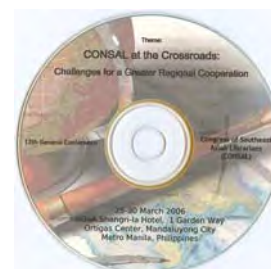 Theme:
CONSAL at the Crossroads:
Challenges for a Greater Regional Cooperation
13th General Conference
Congress of Southeast
Asian Librarians
(CONSAL)
25-30 March 2006
Shangri-la Hotel, 1 Garden Way
Ortigas Center, Mandaluyong City
Metro Manila, Philippines